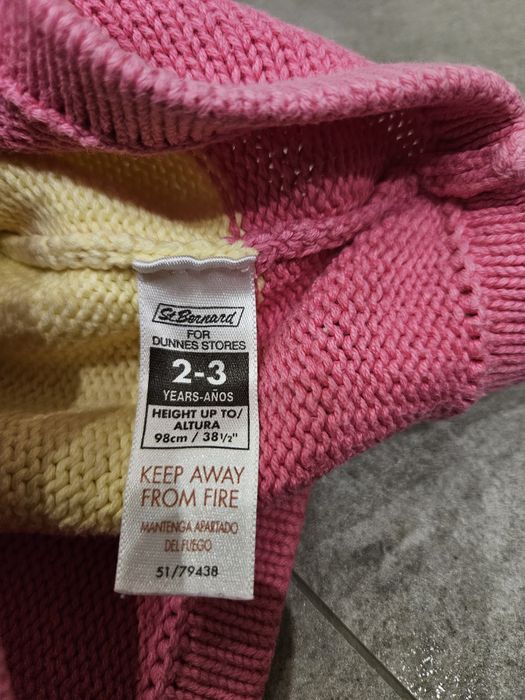 St Bernard
FOR
DUNNES STORES
2-3
YEARS-AÑOS
HEIGHT UP TO/
ALTURA
98cm / 38½"
KEEP AWAY
FROM FIRE
MANTENGA APARTADO
DEL FUEGO
51/79438